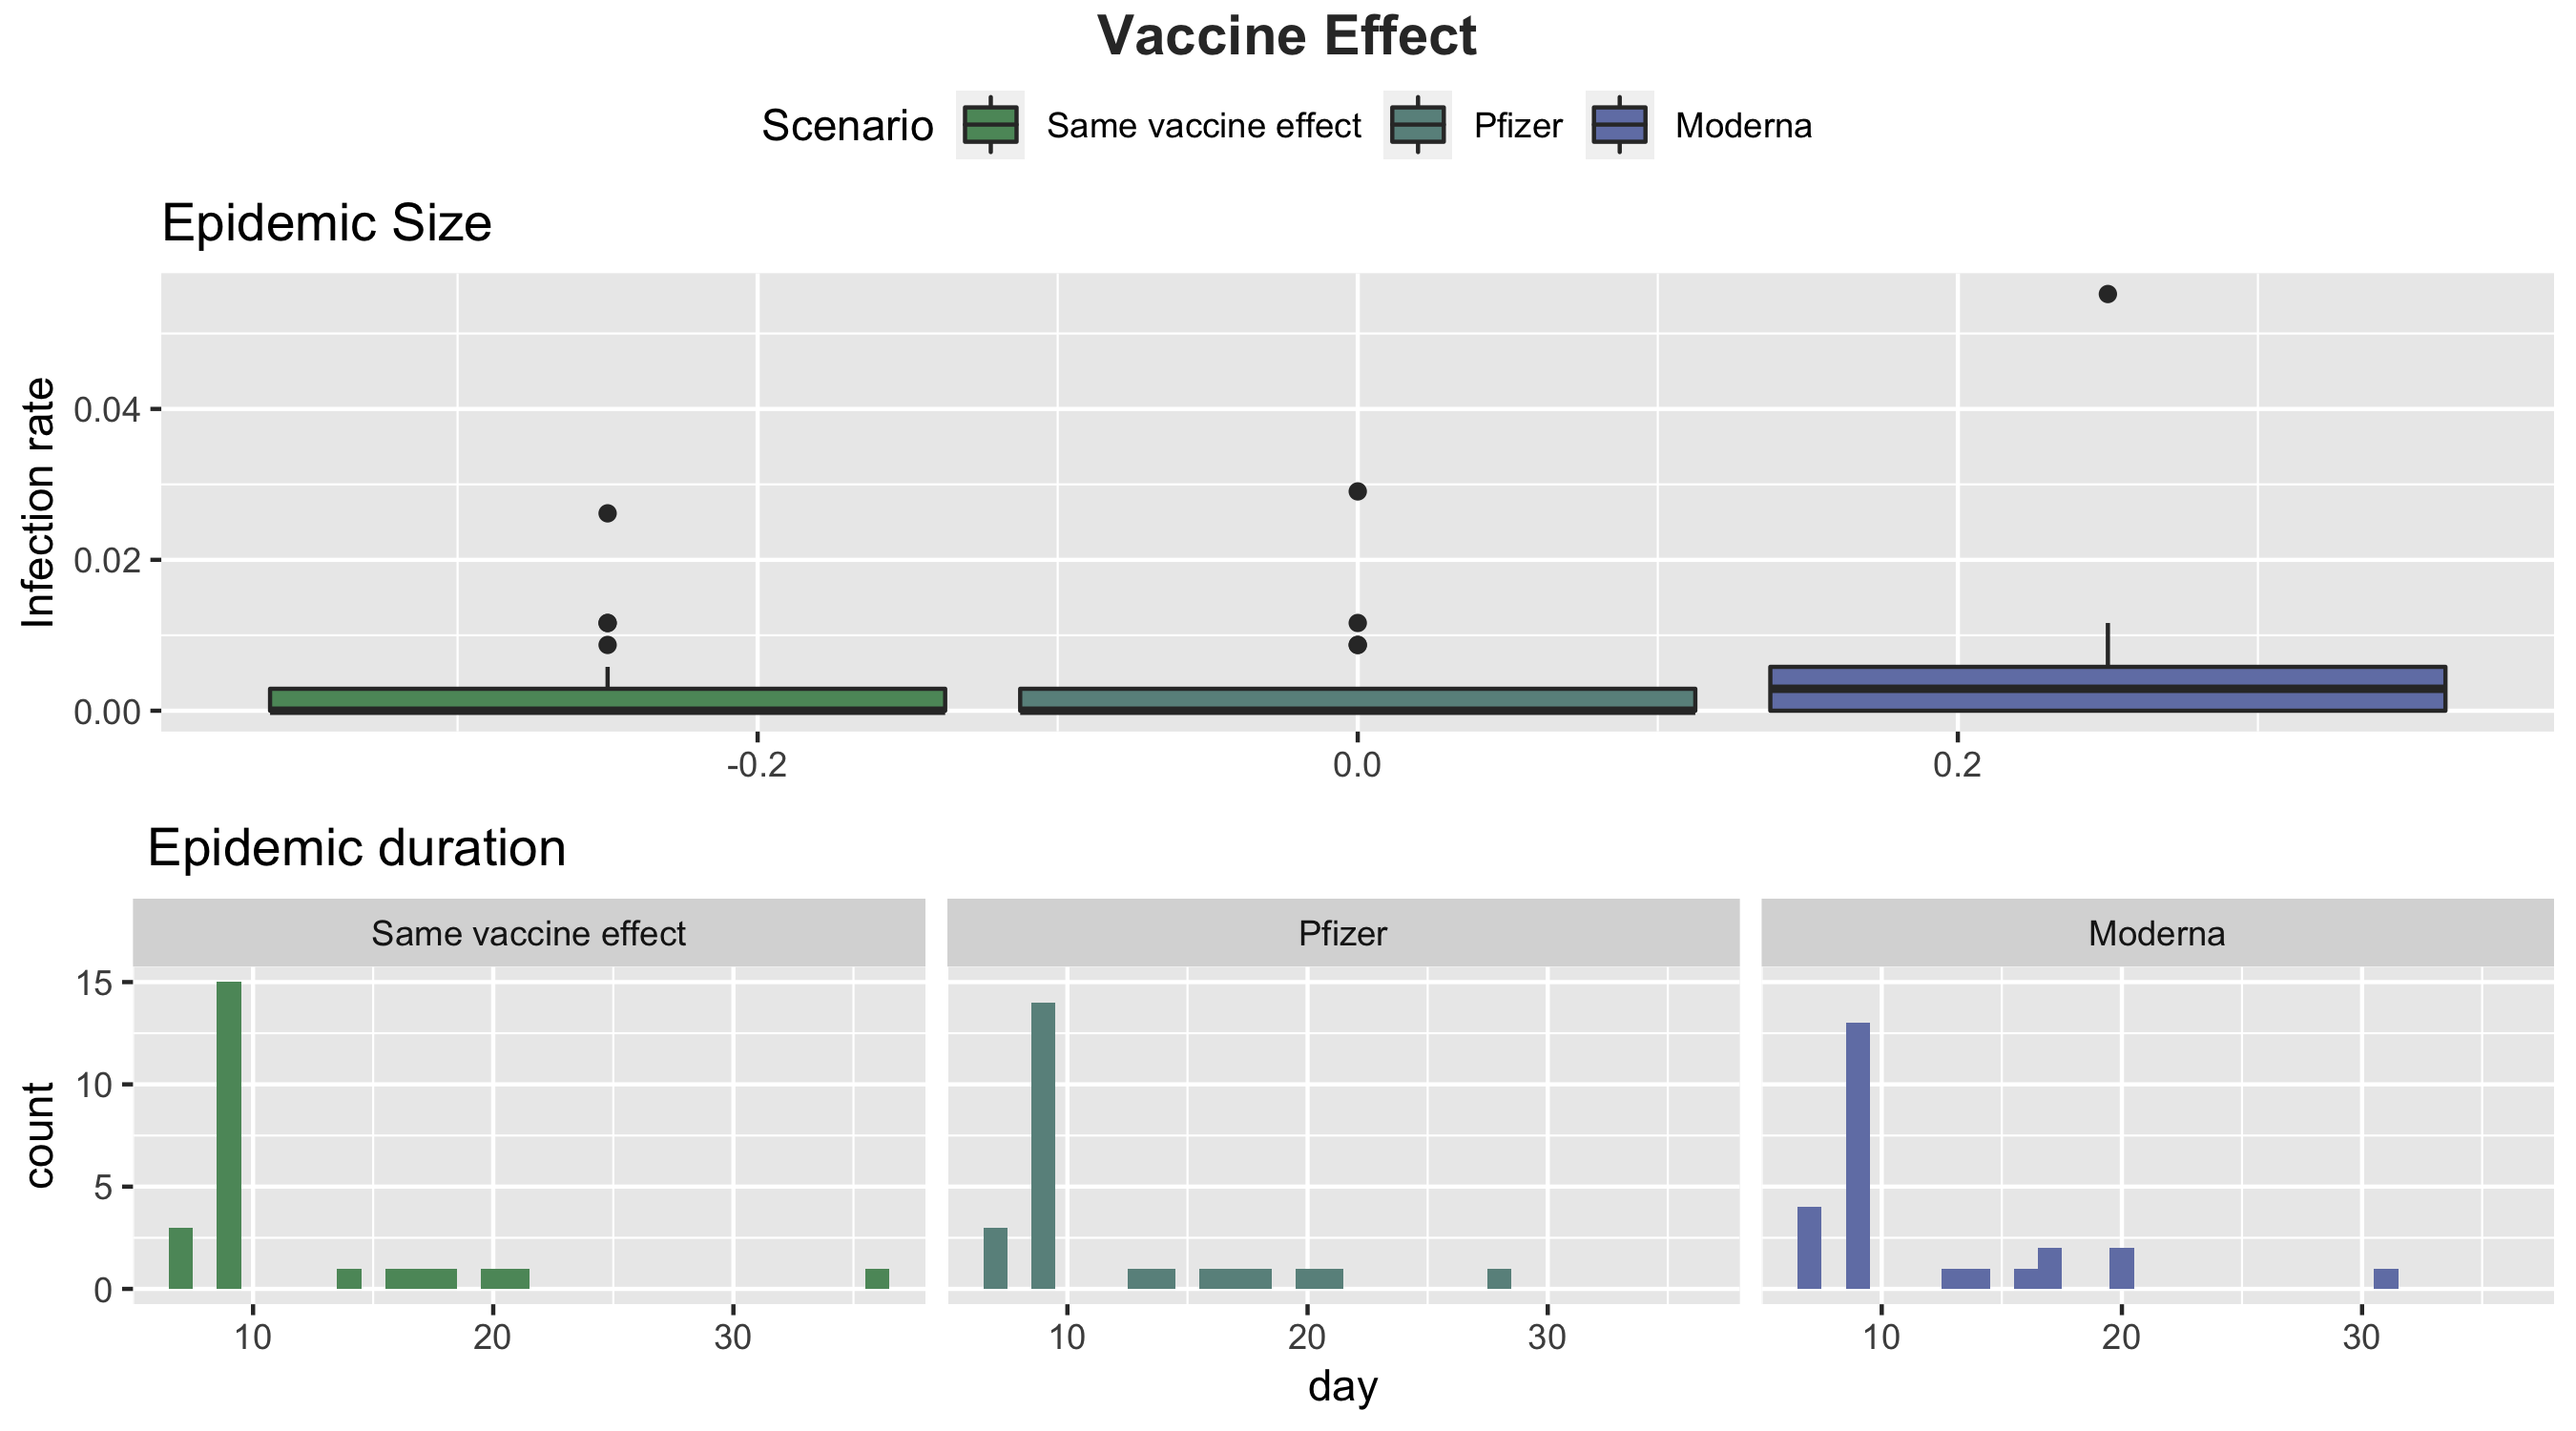 Vaccine Effect
Scenario Same vaccine effect Pfizer Moderna
Epidemic Size
Infection rate
0.04
0.02
0.00
-0.2 0.0 0.2
Epidemic duration
Same vaccine effect Pfizer Moderna
count
15
10
5
0
10 20 30 10 20 30 10 20 30
day